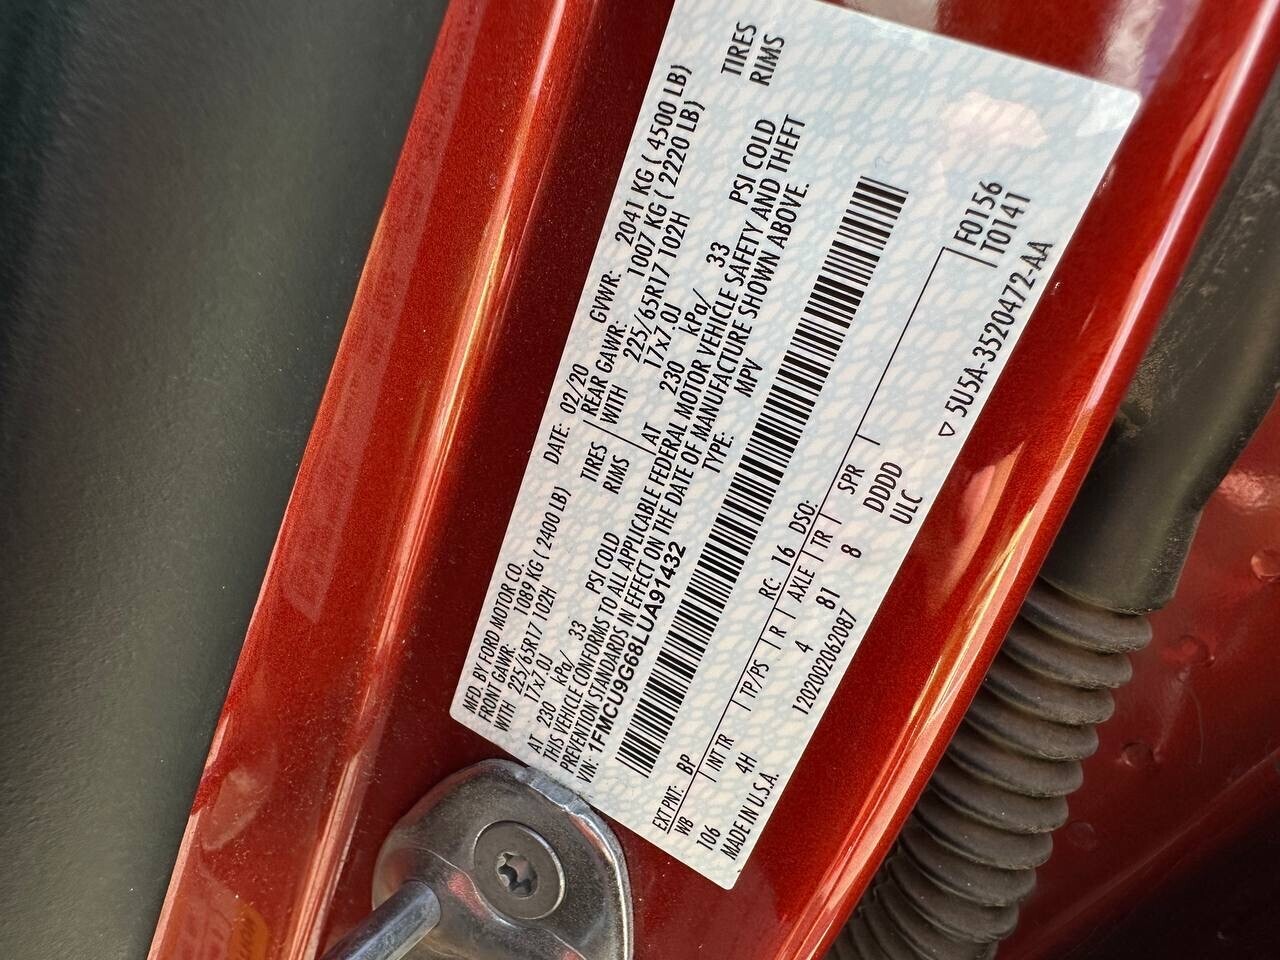 MFD. BY FORD MOTOR CO. DATE: 02/20 GVWR: 2041 KG ( 4500 LB)
FRONT GAWR: 1089 KG ( 2400 LB) REAR GAWR: 1007 KG ( 2220 LB)
WITH 225/65R17 102H TIRES WITH 225/65R17 102H TIRES
17x7.0J RIMS 17x7.0J RIMS
AT 230 kPa/ 33 PSI COLD AT 230 kPa/ 33 PSI COLD
THIS VEHICLE CONFORMS TO ALL APPLICABLE FEDERAL MOTOR VEHICLE SAFETY AND THEFT
PREVENTION STANDARDS IN EFFECT ON THE DATE OF MANUFACTURE SHOWN ABOVE.
VIN: 1FMCU9G68LUA91432 TYPE: MPV
EXT PNT: BP RC: 16 DSO: F0156
WB INT TR TP/PS R AXLE TR SPR T0141
106 4H 4 81 8 DDDD
MADE IN U.S.A. 1202002062087 ULC
▽ 5U5A-3520472-AA